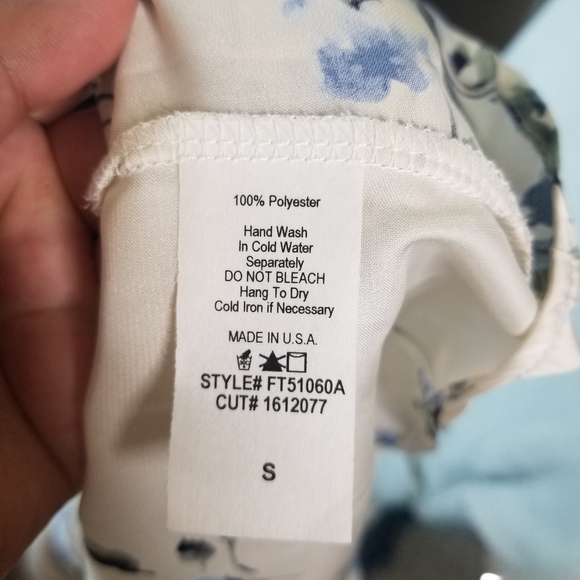 100% Polyester
Hand Wash
In Cold Water
Separately
DO NOT BLEACH
Hang To Dry
Cold Iron if Necessary
MADE IN U.S.A.
STYLE# FT51060A
CUT# 1612077
S